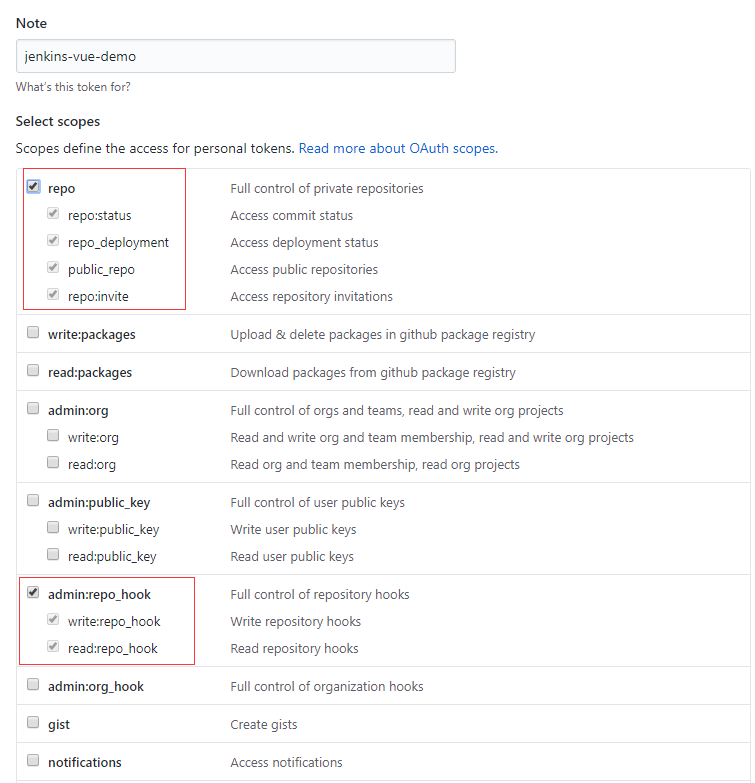 Note
jenkins-vue-demo
What's this token for?
Select scopes
Scopes define the access for personal tokens. Read more about OAuth scopes.
repo Full control of private repositories
repo:status Access commit status
repo_deployment Access deployment status
public_repo Access public repositories
repo:invite Access repository invitations
write:packages Upload & delete packages in github package registry
read:packages Download packages from github package registry
admin:org Full control of orgs and teams, read and write org projects
write:org Read and write org and team membership, read and write org projects
read:org Read org and team membership, read org projects
admin:public_key Full control of user public keys
write:public_key Write user public keys
read:public_key Read user public keys
admin:repo_hook Full control of repository hooks
write:repo_hook Write repository hooks
read:repo_hook Read repository hooks
admin:org_hook Full control of organization hooks
gist Create gists
notifications Access notifications